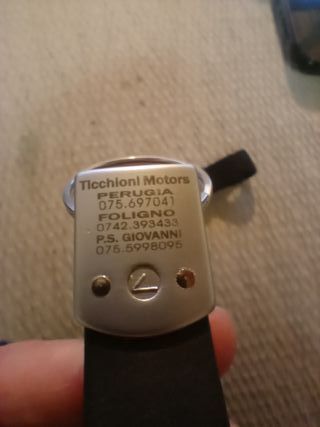 Ticchioni Motors
PERUGIA
075.697041
FOLIGNO
0742.393433
P.S. GIOVANNI
075.5998095